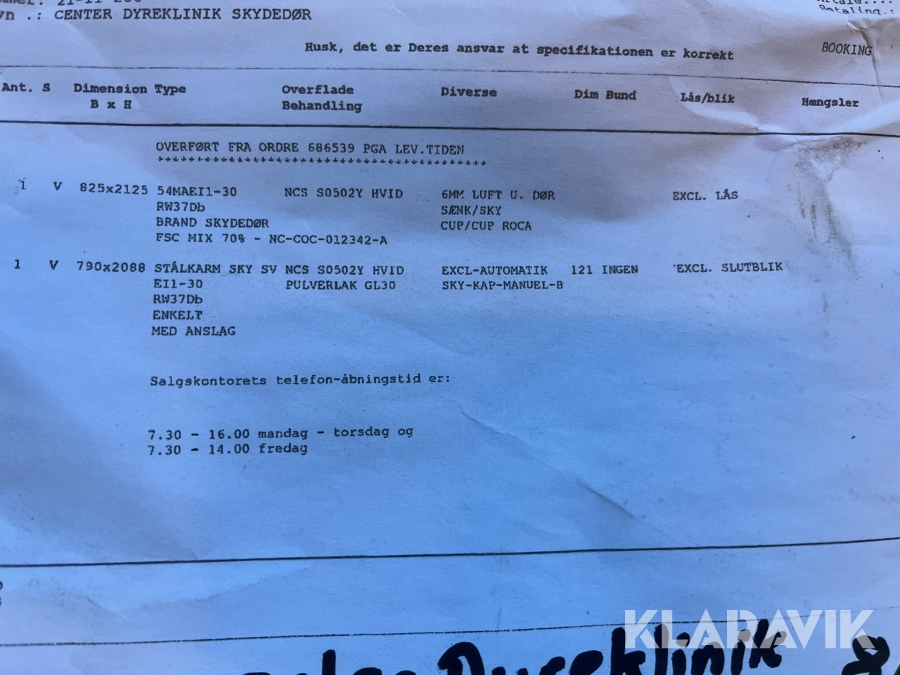 CENTER DYREKLINIK SKYDEDØR
Husk, det er Deres ansvar at specifikationen er korrekt BOOKING
Ant. S Dimension Type Overflade Diverse Dim Bund Lås/blik Hængsler
B x H Behandling
OVERFØRT FRA ORDRE 686539 PGA LEV.TIDEN
********************************************
1 V 825x2125 54MAEI1-30 NCS S0502Y HVID 6MM LUFT U. DØR EXCL. LÅS
RW37Db SÆNK/SKY
BRAND SKYDEDØR CUP/CUP ROCA
FSC MIX 70% - NC-COC-012342-A
1 V 790x2088 STÅLKARM SKY SV NCS S0502Y HVID EXCL-AUTOMATIK 121 INGEN EXCL. SLUTBLIK
EI1-30 PULVERLAK GL30 SKY-KAP-MANUEL-B
RW37Db
ENKELT
MED ANSLAG
Salgskontorets telefon-åbningstid er:
7.30 - 16.00 mandag - torsdag og
7.30 - 14.00 fredag
KLARAVIK
Dyreklinik